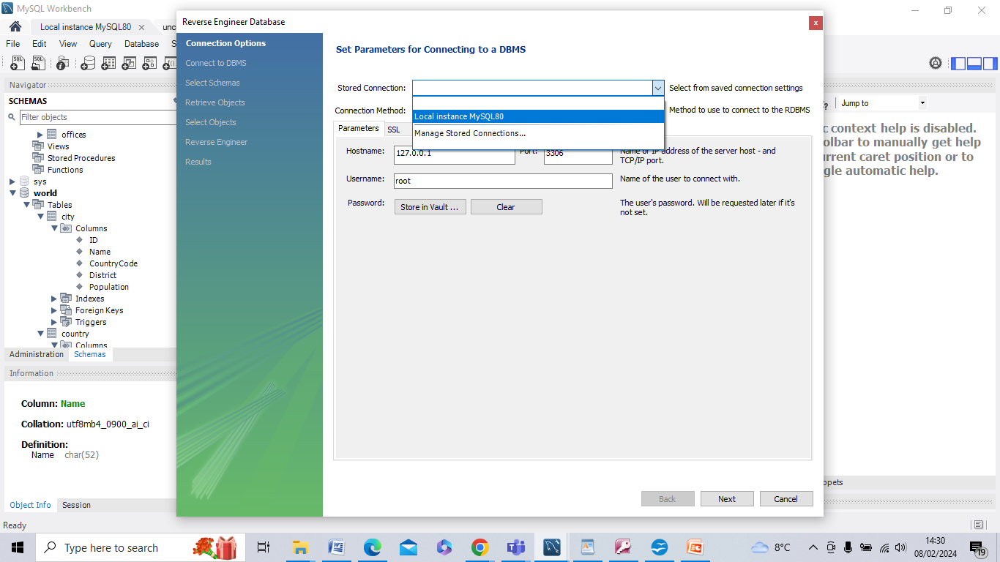 MySQL Workbench
Local instance MySQL80
File Edit View Query Database
Navigator
SCHEMAS
Filter objects
offices
Views
Stored Procedures
Functions
sys
world
Tables
city
Columns
ID
Name
CountryCode
District
Population
Indexes
Foreign Keys
Triggers
country
Columns
Administration Schemas
Information
Column: Name
Collation: utf8mb4_0900_ai_ci
Definition:
Name char(52)
Object Info Session
Ready
Reverse Engineer Database
x
Connection Options
Connect to DBMS
Select Schemas
Retrieve Objects
Select Objects
Reverse Engineer
Results
Set Parameters for Connecting to a DBMS
Stored Connection: Select from saved connection settings
Connection Method: Method to use to connect to the RDBMS
Local instance MySQL80
Manage Stored Connections...
Parameters SSL
Hostname: 127.0.0.1 Port: 3306 Name or IP address of the server host - and
TCP/IP port.
Username: root Name of the user to connect with.
Password: Store in Vault ... Clear The user's password. Will be requested later if it's
not set.
Back Next Cancel
Jump to
context help is disabled.
to manually get help
caret position or to
automatic help.
Type here to search
8°C
14:30
08/02/2024
19